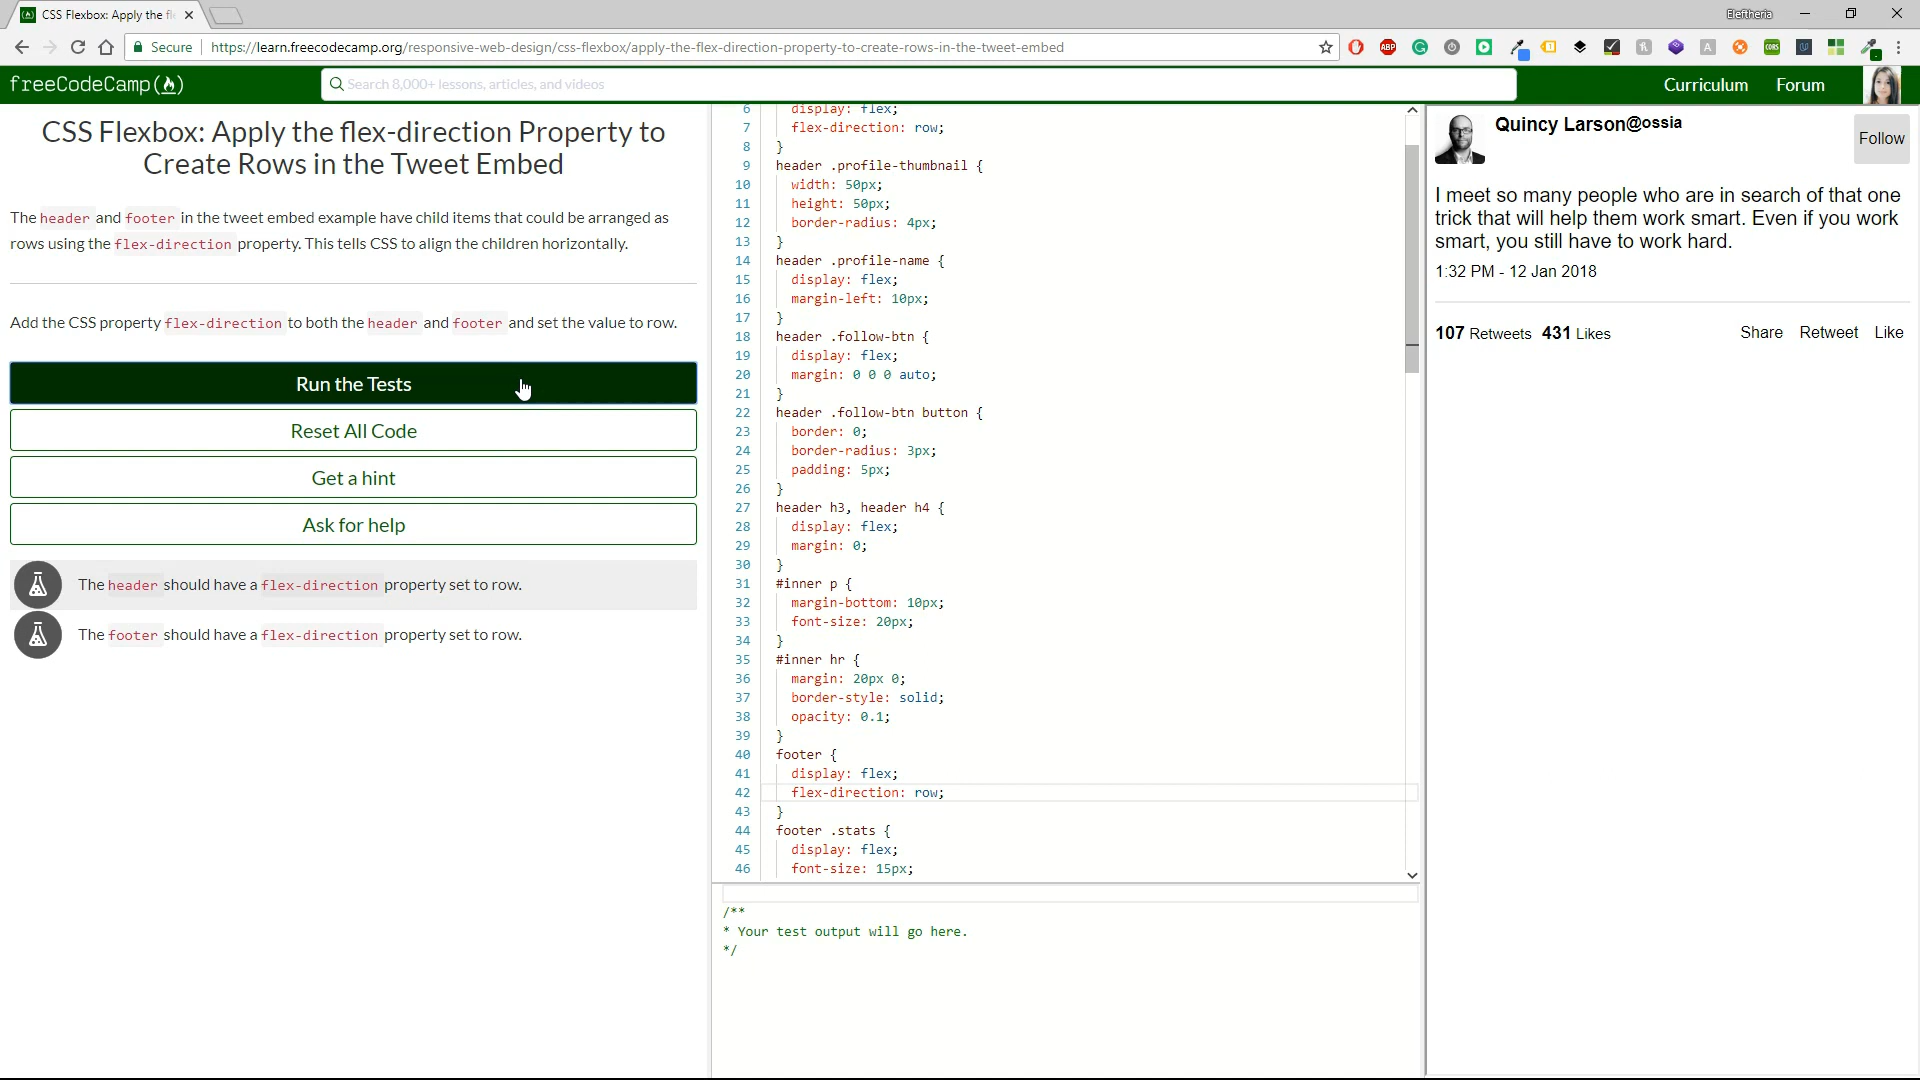 CSS Flexbox: Apply the fl
Eleftheria
Secure https://learn.freecodecamp.org/responsive-web-design/css-flexbox/apply-the-flex-direction-property-to-create-rows-in-the-tweet-embed
ABP
CORS
freeCodeCamp
Search 8,000+ lessons, articles, and videos
Curriculum Forum
CSS Flexbox: Apply the flex-direction Property to
Create Rows in the Tweet Embed
The header and footer in the tweet embed example have child items that could be arranged as
rows using the flex-direction property. This tells CSS to align the children horizontally.
Add the CSS property flex-direction to both the header and footer and set the value to row.
Run the Tests
Reset All Code
Get a hint
Ask for help
The header should have a flex-direction property set to row.
The footer should have a flex-direction property set to row.
6 display: flex;
7 flex-direction: row;
8 }
9 header .profile-thumbnail {
10 width: 50px;
11 height: 50px;
12 border-radius: 4px;
13 }
14 header .profile-name {
15 display: flex;
16 margin-left: 10px;
17 }
18 header .follow-btn {
19 display: flex;
20 margin: 0 0 0 auto;
21 }
22 header .follow-btn button {
23 border: 0;
24 border-radius: 3px;
25 padding: 5px;
26 }
27 header h3, header h4 {
28 display: flex;
29 margin: 0;
30 }
31 #inner p {
32 margin-bottom: 10px;
33 font-size: 20px;
34 }
35 #inner hr {
36 margin: 20px 0;
37 border-style: solid;
38 opacity: 0.1;
39 }
40 footer {
41 display: flex;
42 flex-direction: row;
43 }
44 footer .stats {
45 display: flex;
46 font-size: 15px;
/**
* Your test output will go here.
*/
Quincy Larson@ossia
Follow
I meet so many people who are in search of that one
trick that will help them work smart. Even if you work
smart, you still have to work hard.
1:32 PM - 12 Jan 2018
107 Retweets 431 Likes
Share Retweet Like